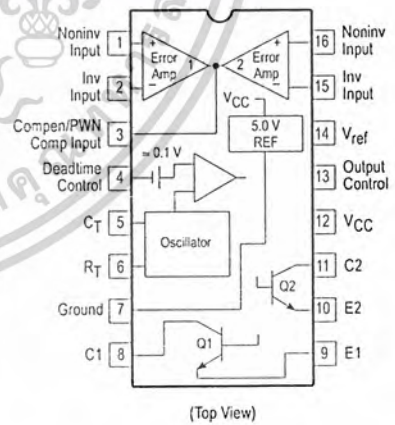 Noninv
Input
1
+
Error
Amp
1
–
Inv
Input
2
Compen/PWN
Comp Input
3
Deadtime
Control
4
≈ 0.1 V
CT
5
Oscillator
RT
6
Ground
7
C1
8
Q1
2
Error
Amp
+
–
16
Noninv
Input
15
Inv
Input
VCC
5.0 V
REF
14
Vref
13
Output
Control
12
VCC
11
C2
Q2
10
E2
9
E1
(Top View)